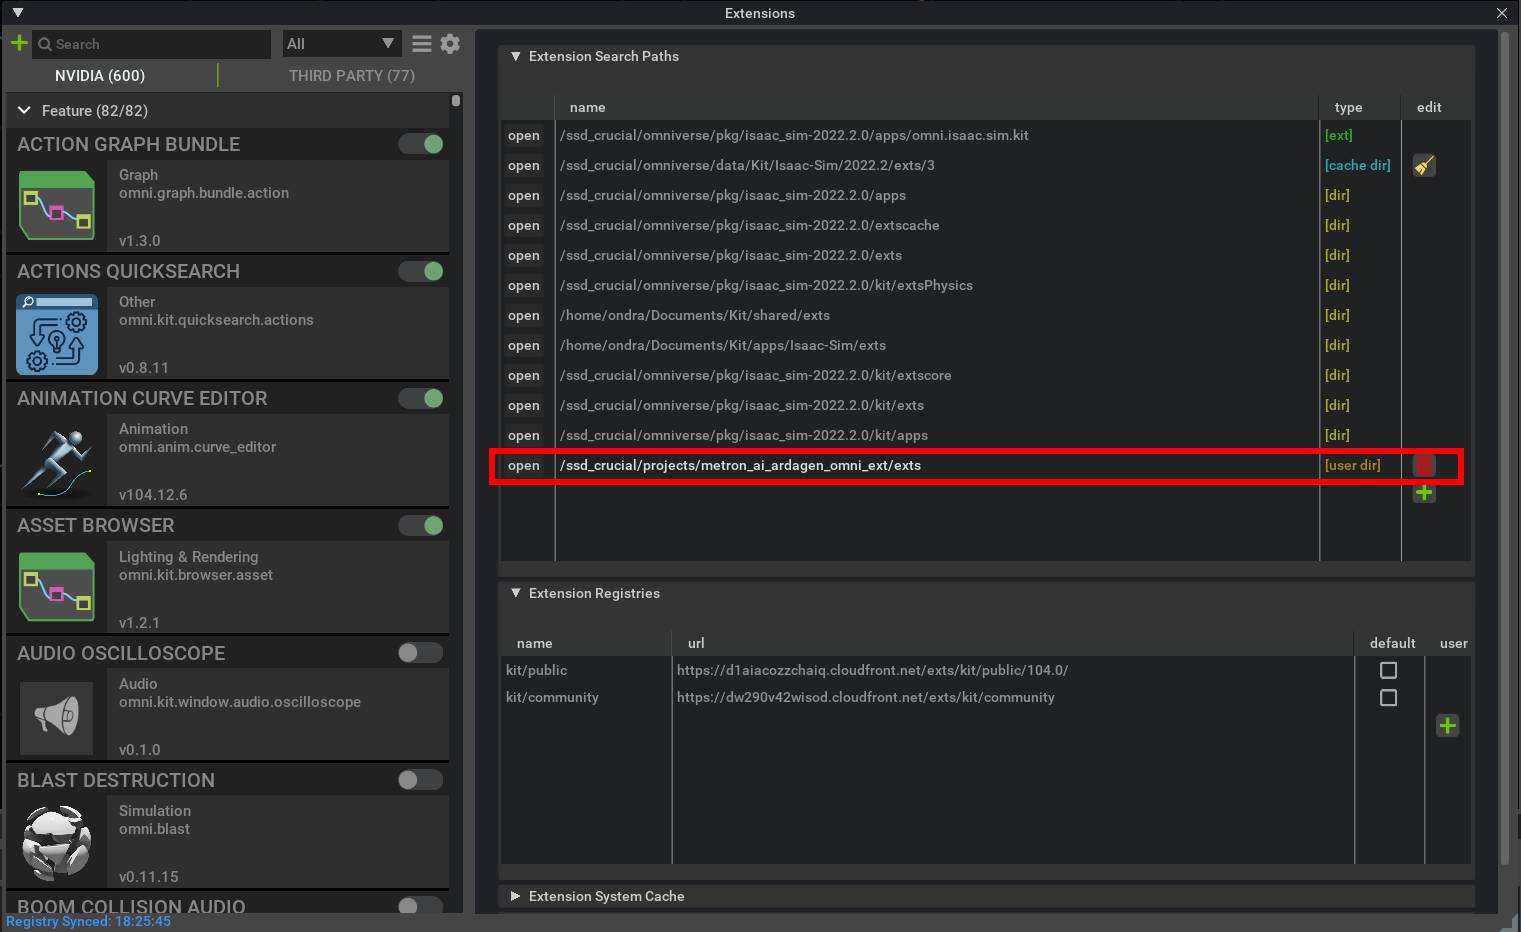 Extensions
Search
All
NVIDIA (600)
THIRD PARTY (77)
Feature (82/82)
ACTION GRAPH BUNDLE
Graph
omni.graph.bundle.action
v1.3.0
ACTIONS QUICKSEARCH
Other
omni.kit.quicksearch.actions
v0.8.11
ANIMATION CURVE EDITOR
Animation
omni.anim.curve_editor
v104.12.6
ASSET BROWSER
Lighting & Rendering
omni.kit.browser.asset
v1.2.1
AUDIO OSCILLOSCOPE
Audio
omni.kit.window.audio.oscilloscope
v0.1.0
BLAST DESTRUCTION
Simulation
omni.blast
v0.11.15
BOOM COLLISION AUDIO
Registry Synced: 18:25:45
Extension Search Paths
name type edit
open /ssd_crucial/omniverse/pkg/isaac_sim-2022.2.0/apps/omni.isaac.sim.kit [ext]
open /ssd_crucial/omniverse/data/Kit/Isaac-Sim/2022.2/exts/3 [cache dir]
open /ssd_crucial/omniverse/pkg/isaac_sim-2022.2.0/apps [dir]
open /ssd_crucial/omniverse/pkg/isaac_sim-2022.2.0/extscache [dir]
open /ssd_crucial/omniverse/pkg/isaac_sim-2022.2.0/exts [dir]
open /ssd_crucial/omniverse/pkg/isaac_sim-2022.2.0/kit/extsPhysics [dir]
open /home/ondra/Documents/Kit/shared/exts [dir]
open /home/ondra/Documents/Kit/apps/Isaac-Sim/exts [dir]
open /ssd_crucial/omniverse/pkg/isaac_sim-2022.2.0/kit/extscore [dir]
open /ssd_crucial/omniverse/pkg/isaac_sim-2022.2.0/kit/exts [dir]
open /ssd_crucial/omniverse/pkg/isaac_sim-2022.2.0/kit/apps [dir]
open /ssd_crucial/projects/metron_ai_ardagen_omni_ext/exts [user dir]
Extension Registries
name url default user
kit/public https://d1aiacozzchaiq.cloudfront.net/exts/kit/public/104.0/
kit/community https://dw290v42wisod.cloudfront.net/exts/kit/community
Extension System Cache